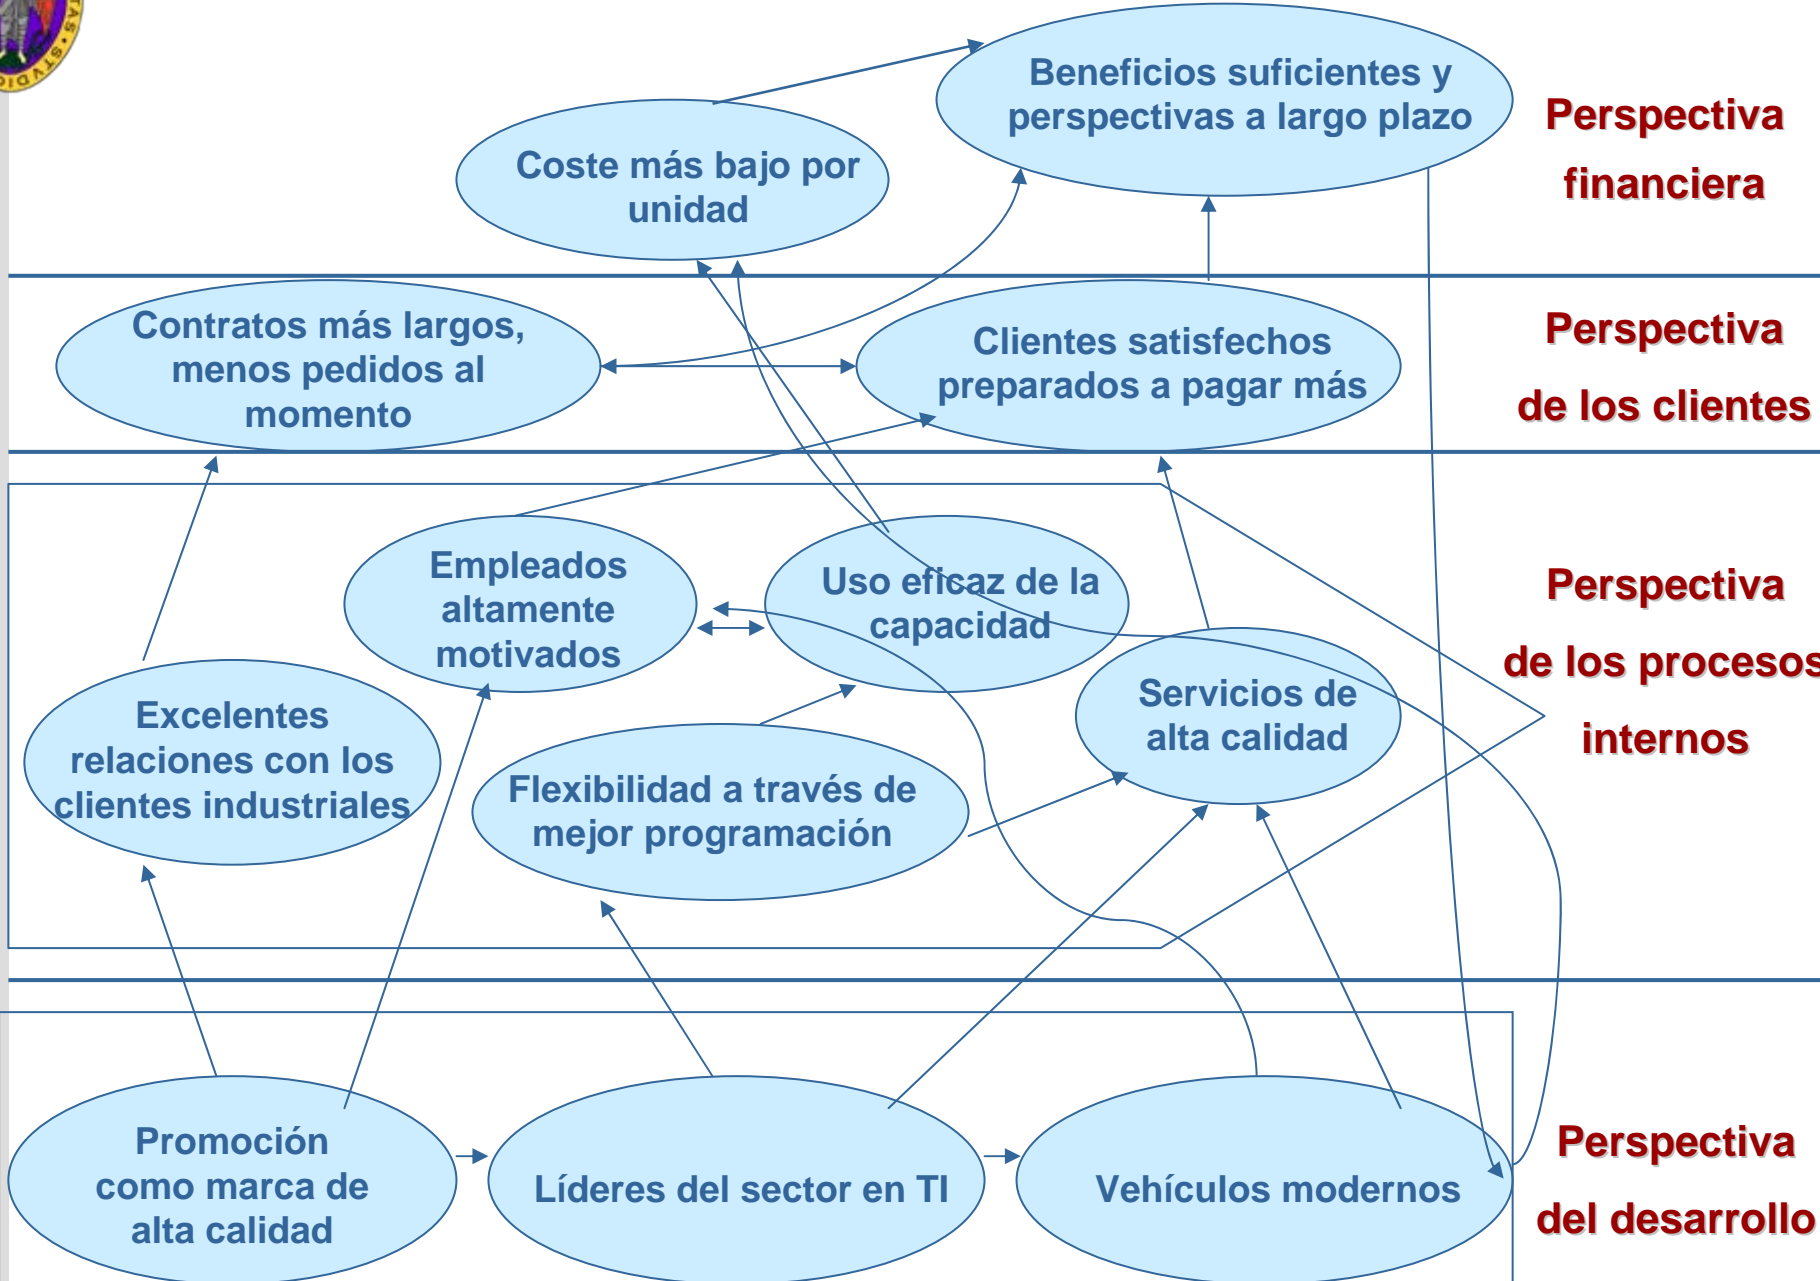 Beneficios suficientes y
perspectivas a largo plazo
Coste más bajo por
unidad
Perspectiva
financiera
Contratos más largos,
menos pedidos al
momento
Clientes satisfechos
preparados a pagar más
Perspectiva
de los clientes
Empleados
altamente
motivados
Uso eficaz de la
capacidad
Excelentes
relaciones con los
clientes industriales
Flexibilidad a través de
mejor programación
Servicios de
alta calidad
Perspectiva
de los procesos
internos
Promoción
como marca de
alta calidad
Líderes del sector en TI
Vehículos modernos
Perspectiva
del desarrollo